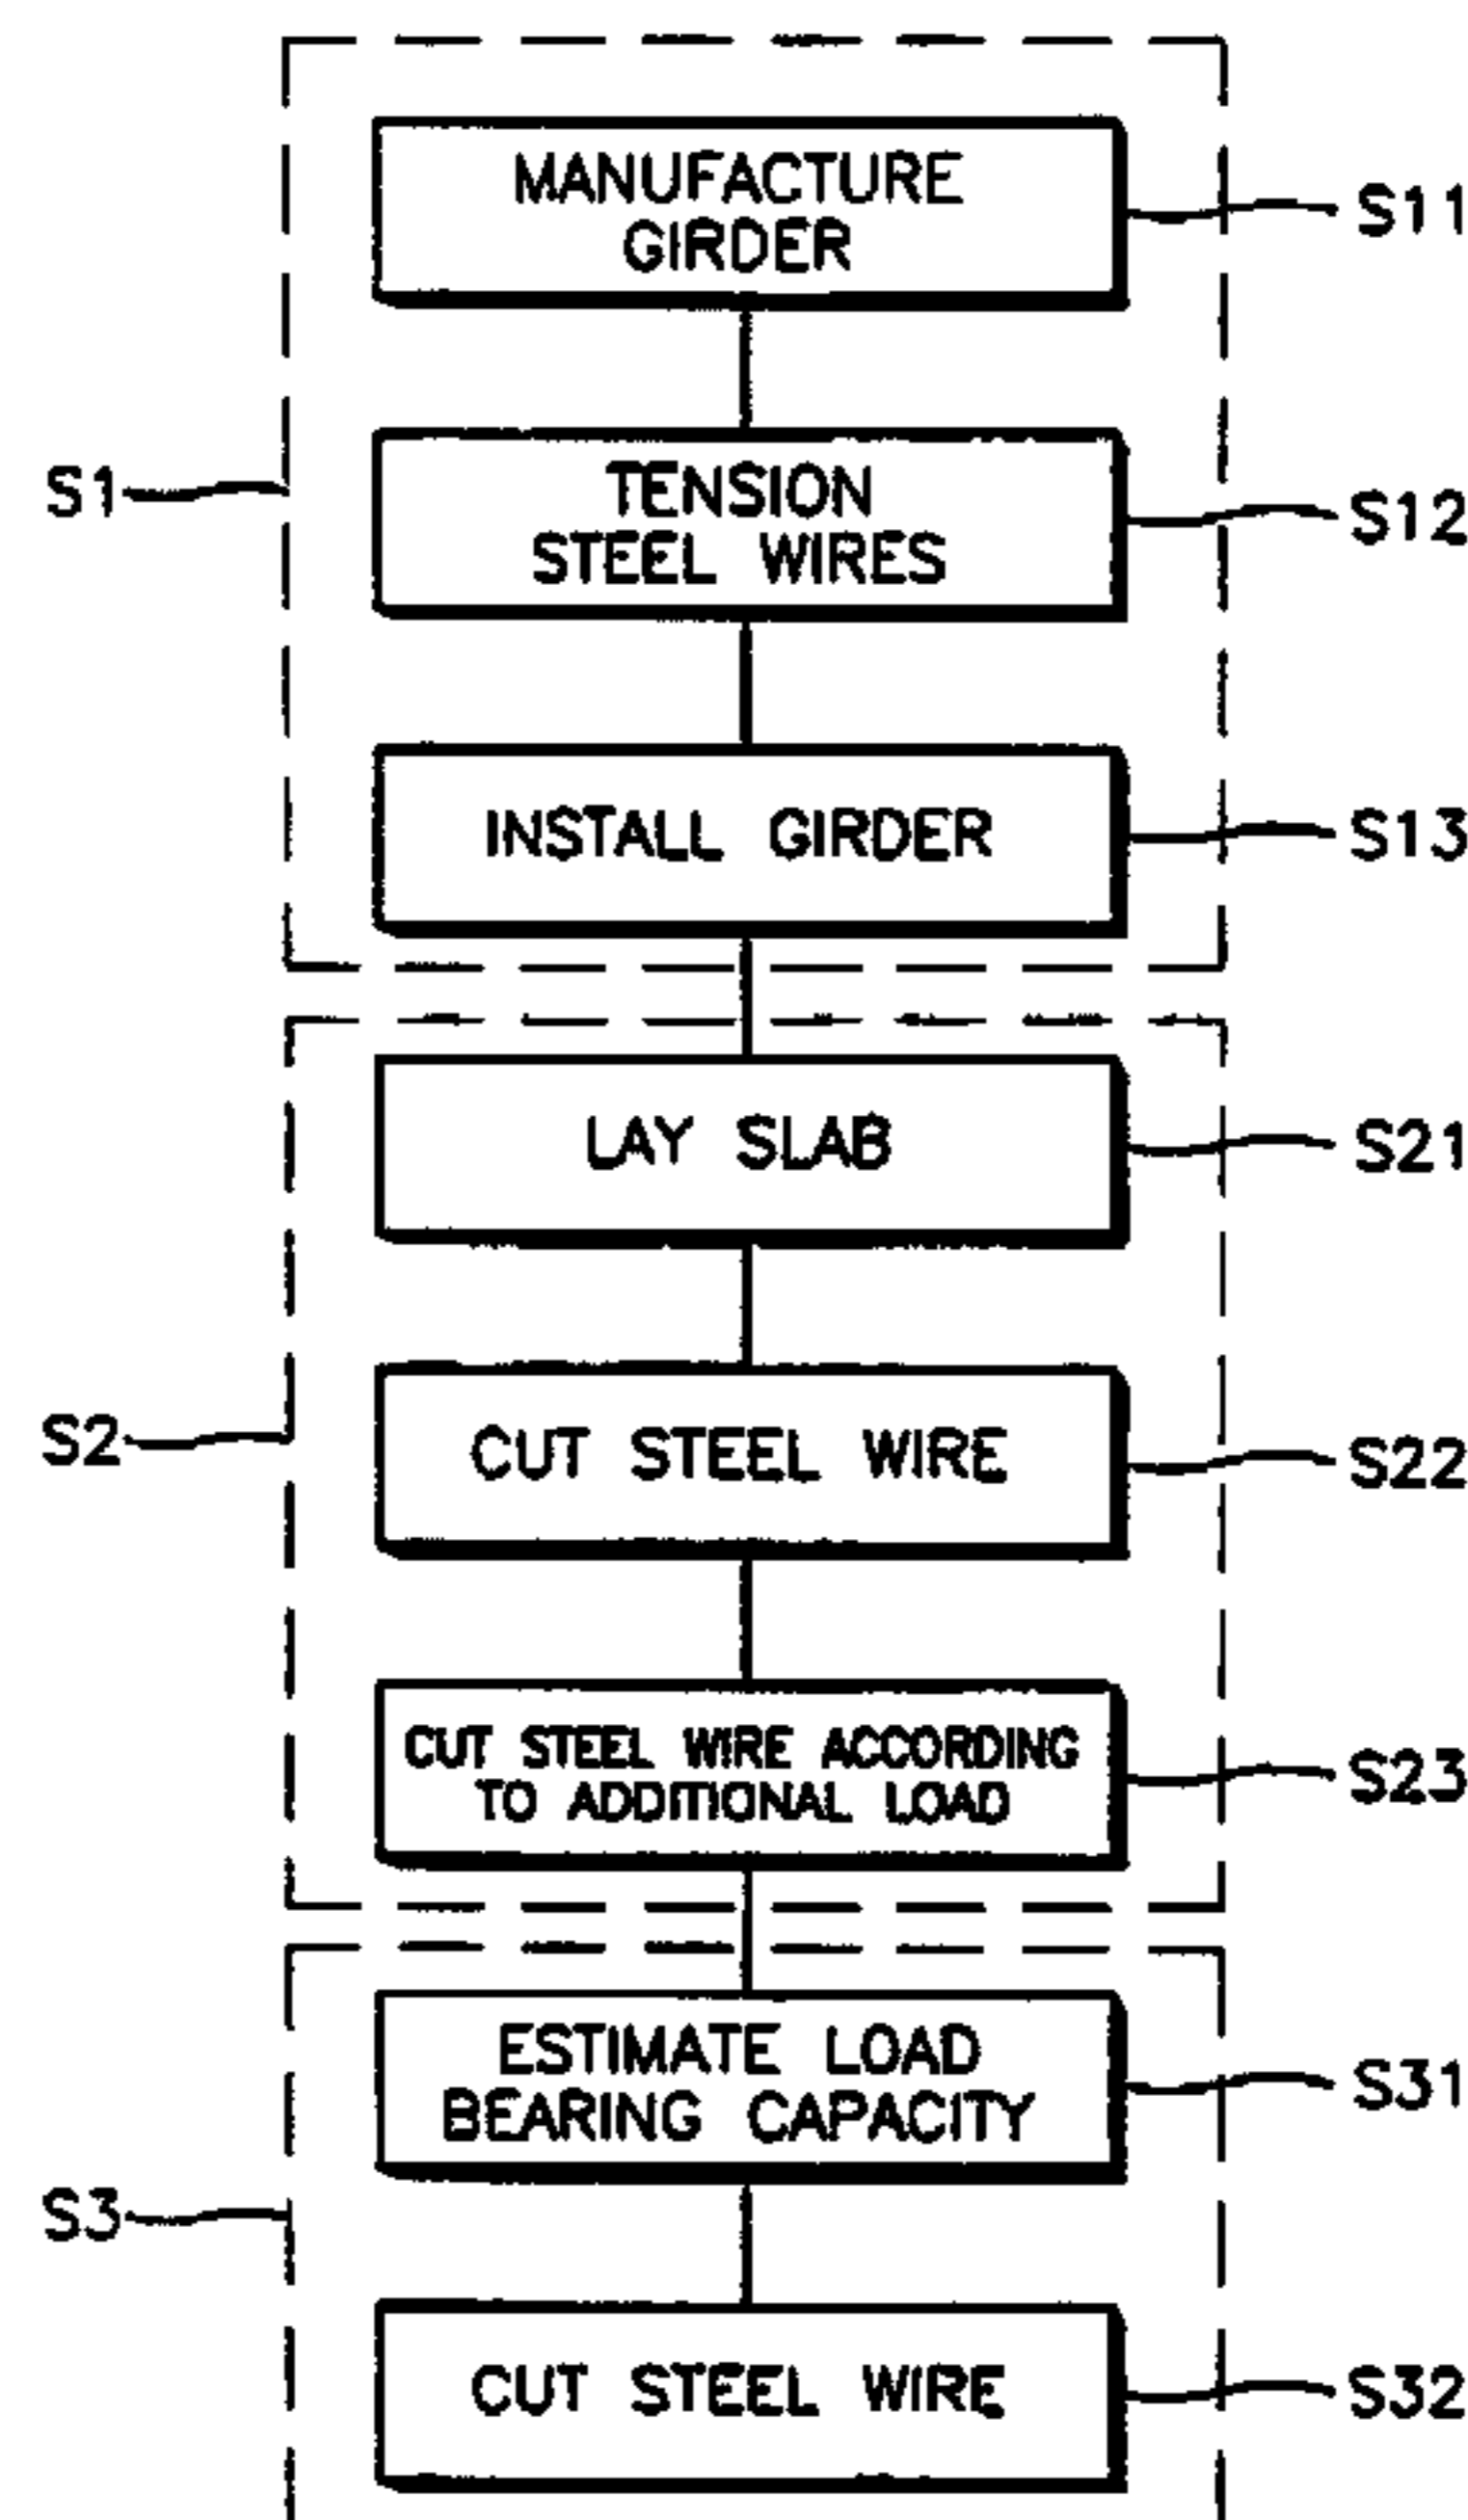 MANUFACTURE
GIRDER
S11
S1
TENSION
STEEL WIRES
S12
INSTALL GIRDER
S13
LAY SLAB
S21
S2
CUT STEEL WIRE
S22
CUT STEEL WIRE ACCORDING
TO ADDITIONAL LOAD
S23
ESTIMATE LOAD
BEARING CAPACITY
S31
S3
CUT STEEL WIRE
S32